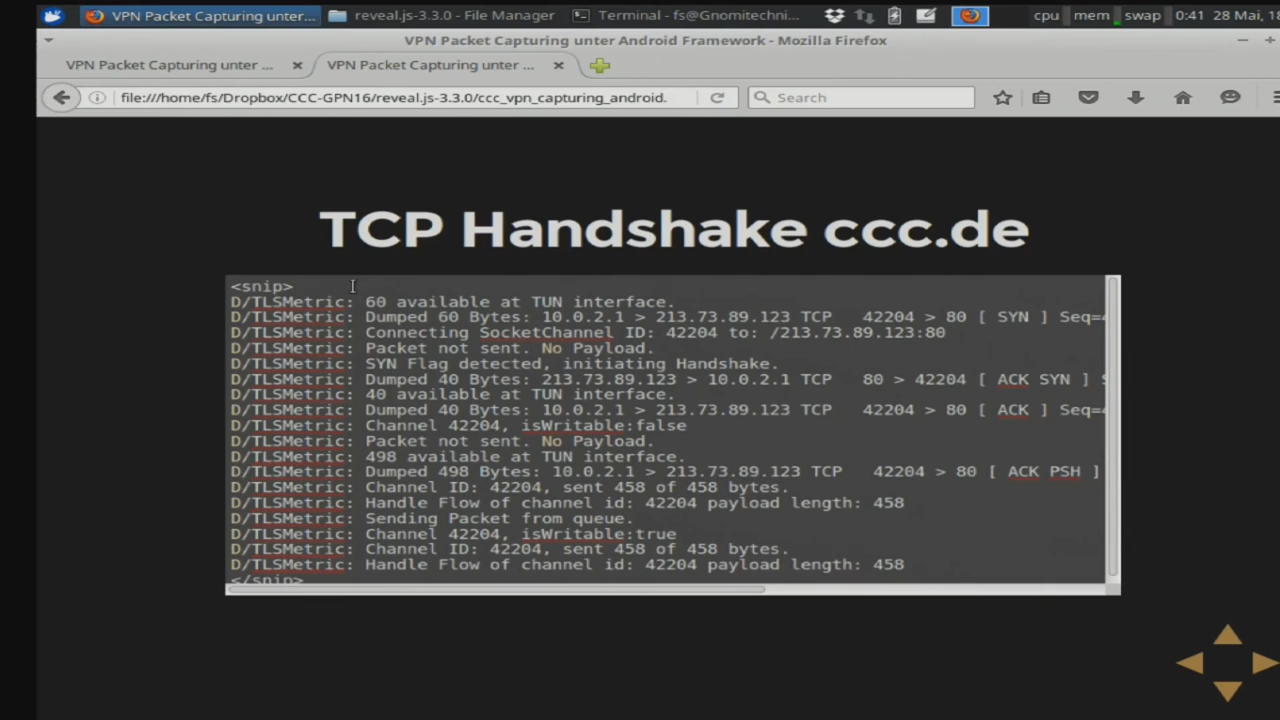 VPN Packet Capturing unter...
reveal.js-3.3.0 - File Manager
Terminal - fs@Gnomitechni...
cpu mem swap 0:41 28 Mai, 18
VPN Packet Capturing unter Android Framework - Mozilla Firefox
VPN Packet Capturing unter ...
VPN Packet Capturing unter ...
file:///home/fs/Dropbox/CCC-GPN16/reveal.js-3.3.0/ccc_vpn_capturing_android.
Search
TCP Handshake ccc.de
<snip>
D/TLSMetric: 60 available at TUN interface.
D/TLSMetric: Dumped 60 Bytes: 10.0.2.1 > 213.73.89.123 TCP 42204 > 80 [ SYN ] Seq=4
D/TLSMetric: Connecting SocketChannel ID: 42204 to: /213.73.89.123:80
D/TLSMetric: Packet not sent. No Payload.
D/TLSMetric: SYN Flag detected, initiating Handshake.
D/TLSMetric: Dumped 40 Bytes: 213.73.89.123 > 10.0.2.1 TCP 80 > 42204 [ ACK SYN ] S
D/TLSMetric: 40 available at TUN interface.
D/TLSMetric: Dumped 40 Bytes: 10.0.2.1 > 213.73.89.123 TCP 42204 > 80 [ ACK ] Seq=4
D/TLSMetric: Channel 42204, isWritable:false
D/TLSMetric: Packet not sent. No Payload.
D/TLSMetric: 498 available at TUN interface.
D/TLSMetric: Dumped 498 Bytes: 10.0.2.1 > 213.73.89.123 TCP 42204 > 80 [ ACK PSH ]
D/TLSMetric: Channel ID: 42204, sent 458 of 458 bytes.
D/TLSMetric: Handle Flow of channel id: 42204 payload length: 458
D/TLSMetric: Sending Packet from queue.
D/TLSMetric: Channel 42204, isWritable:true
D/TLSMetric: Channel ID: 42204, sent 458 of 458 bytes.
D/TLSMetric: Handle Flow of channel id: 42204 payload length: 458
</snip>